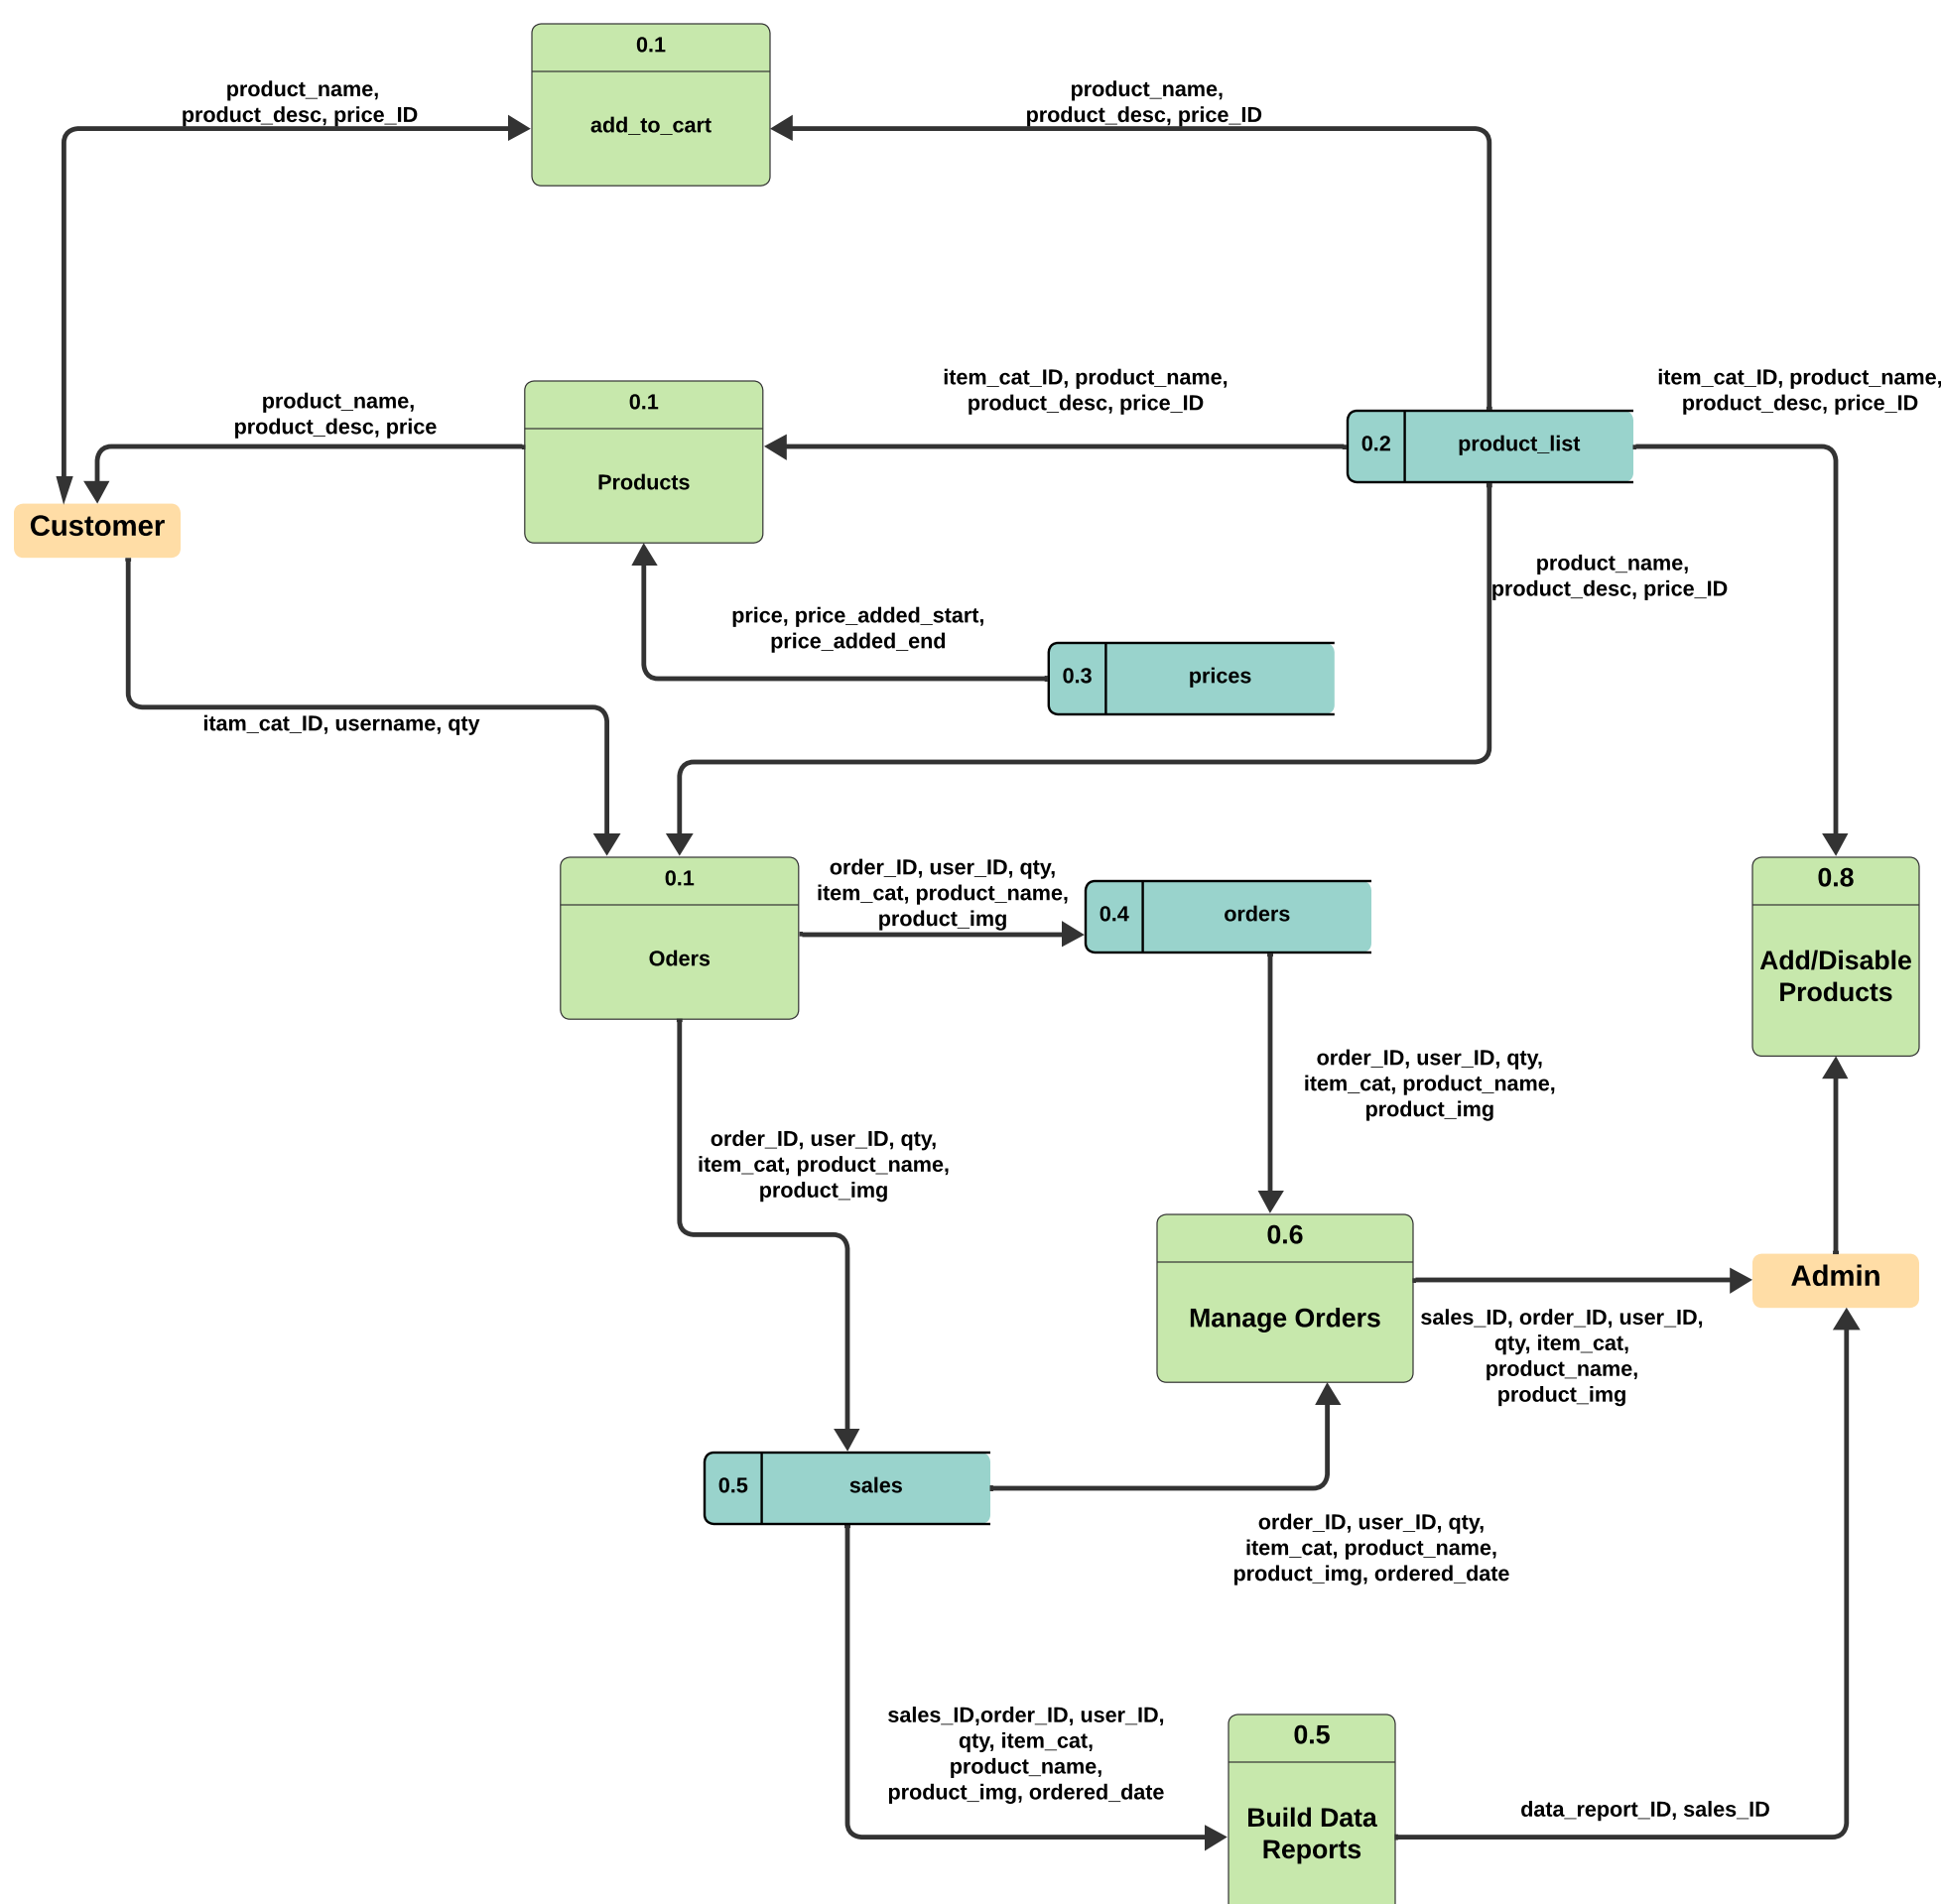 0.1
add_to_cart
product_name,
product_desc, price_ID
product_name,
product_desc, price_ID
0.1
Products
product_name,
product_desc, price
item_cat_ID, product_name,
product_desc, price_ID
0.2
product_list
item_cat_ID, product_name,
product_desc, price_ID
Customer
product_name,
product_desc, price_ID
price, price_added_start,
price_added_end
0.3
prices
itam_cat_ID, username, qty
0.1
Oders
order_ID, user_ID, qty,
item_cat, product_name,
product_img
0.4
orders
0.8
Add/Disable
Products
order_ID, user_ID, qty,
item_cat, product_name,
product_img
order_ID, user_ID, qty,
item_cat, product_name,
product_img
0.6
Manage Orders
Admin
sales_ID, order_ID, user_ID,
qty, item_cat,
product_name,
product_img
0.5
sales
order_ID, user_ID, qty,
item_cat, product_name,
product_img, ordered_date
sales_ID,order_ID, user_ID,
qty, item_cat,
product_name,
product_img, ordered_date
0.5
Build Data
Reports
data_report_ID, sales_ID